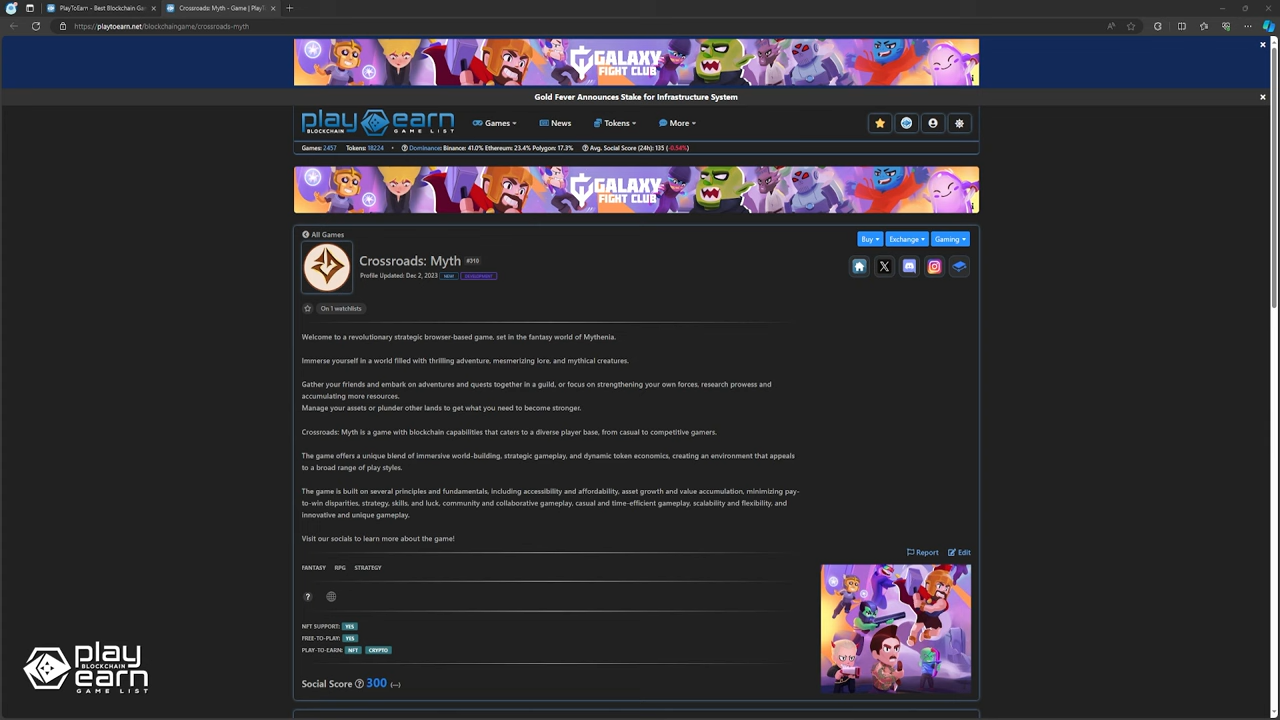 PlayToEarn - Best Blockchain Ga
Crossroads: Myth - Game | PlayT
https://playtoearn.net/blockchaingame/crossroads-myth
GALAXY
FIGHT CLUB
Gold Fever Announces Stake for Infrastructure System
play earn
BLOCKCHAIN
GAME LIST
Games
News
Tokens
More
Games: 2457 Tokens: 18224 • Dominance: Binance: 41.0% Ethereum: 23.4% Polygon: 17.3% Avg. Social Score (24h): 135 (-0.54%)
GALAXY
FIGHT CLUB
All Games
Buy
Exchange
Gaming
Crossroads: Myth #310
Profile Updated: Dec 2, 2023 NEW DEVELOPMENT
On 1 watchlists
Welcome to a revolutionary strategic browser-based game, set in the fantasy world of Mythenia.
Immerse yourself in a world filled with thrilling adventure, mesmerizing lore, and mythical creatures.
Gather your friends and embark on adventures and quests together in a guild, or focus on strengthening your own forces, research prowess and
accumulating more resources.
Manage your assets or plunder other lands to get what you need to become stronger.
Crossroads: Myth is a game with blockchain capabilities that caters to a diverse player base, from casual to competitive gamers.
The game offers a unique blend of immersive world-building, strategic gameplay, and dynamic token economics, creating an environment that appeals
to a broad range of play styles.
The game is built on several principles and fundamentals, including accessibility and affordability, asset growth and value accumulation, minimizing pay-
to-win disparities, strategy, skills, and luck, community and collaborative gameplay, casual and time-efficient gameplay, scalability and flexibility, and
innovative and unique gameplay.
Visit our socials to learn more about the game!
Report Edit
FANTASY RPG STRATEGY
NFT SUPPORT: YES
FREE-TO-PLAY: YES
PLAY-TO-EARN: NFT CRYPTO
Social Score ? 300 (—)
play
BLOCKCHAIN
earn
GAME LIST